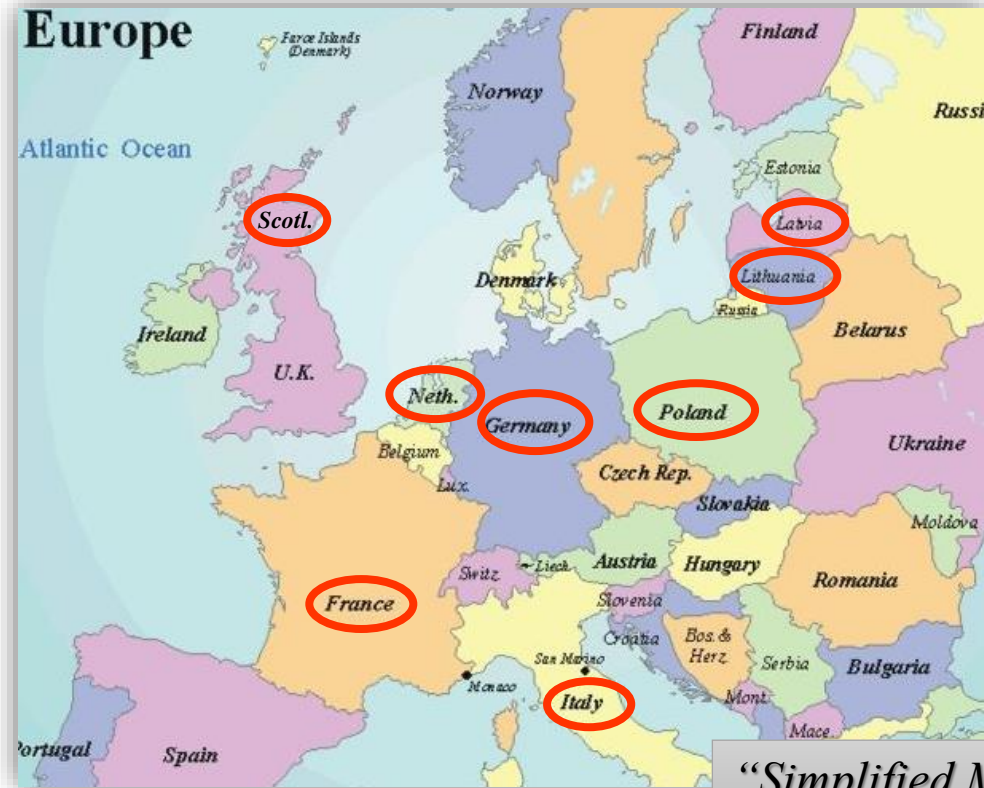 Europe
Faroe Islands
(Denmark)
Finland
Norway
Russi
Atlantic Ocean
Estonia
Scotl.
Latvia
Lithuania
Denmark
Russia
Ireland
Belarus
U.K.
Neth.
Germany
Poland
Belgium
Ukraine
Lux.
Czech Rep.
Slovakia
Moldova
Switz.
Liech.
Austria
Hungary
France
Slovenia
Romania
Croatia
Bos. &
Herz.
San Marino
Serbia
Bulgaria
Monaco
Italy
Mont.
Mace.
Portugal
Spain
“Simplified M